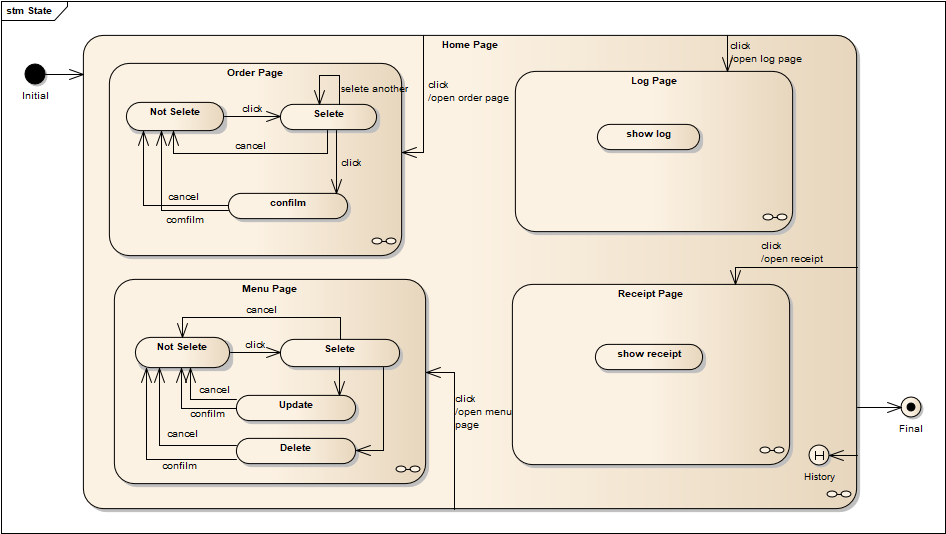 stm State
Initial
Home Page
Order Page
Not Selete
click
Selete
selete another
cancel
click
confilm
cancel
comfilm
click
/open order page
click
/open log page
Log Page
show log
Menu Page
cancel
Not Selete
click
Selete
cancel
Update
confilm
cancel
Delete
confilm
click
/open menu
page
click
/open receipt
Receipt Page
show receipt
H
History
Final